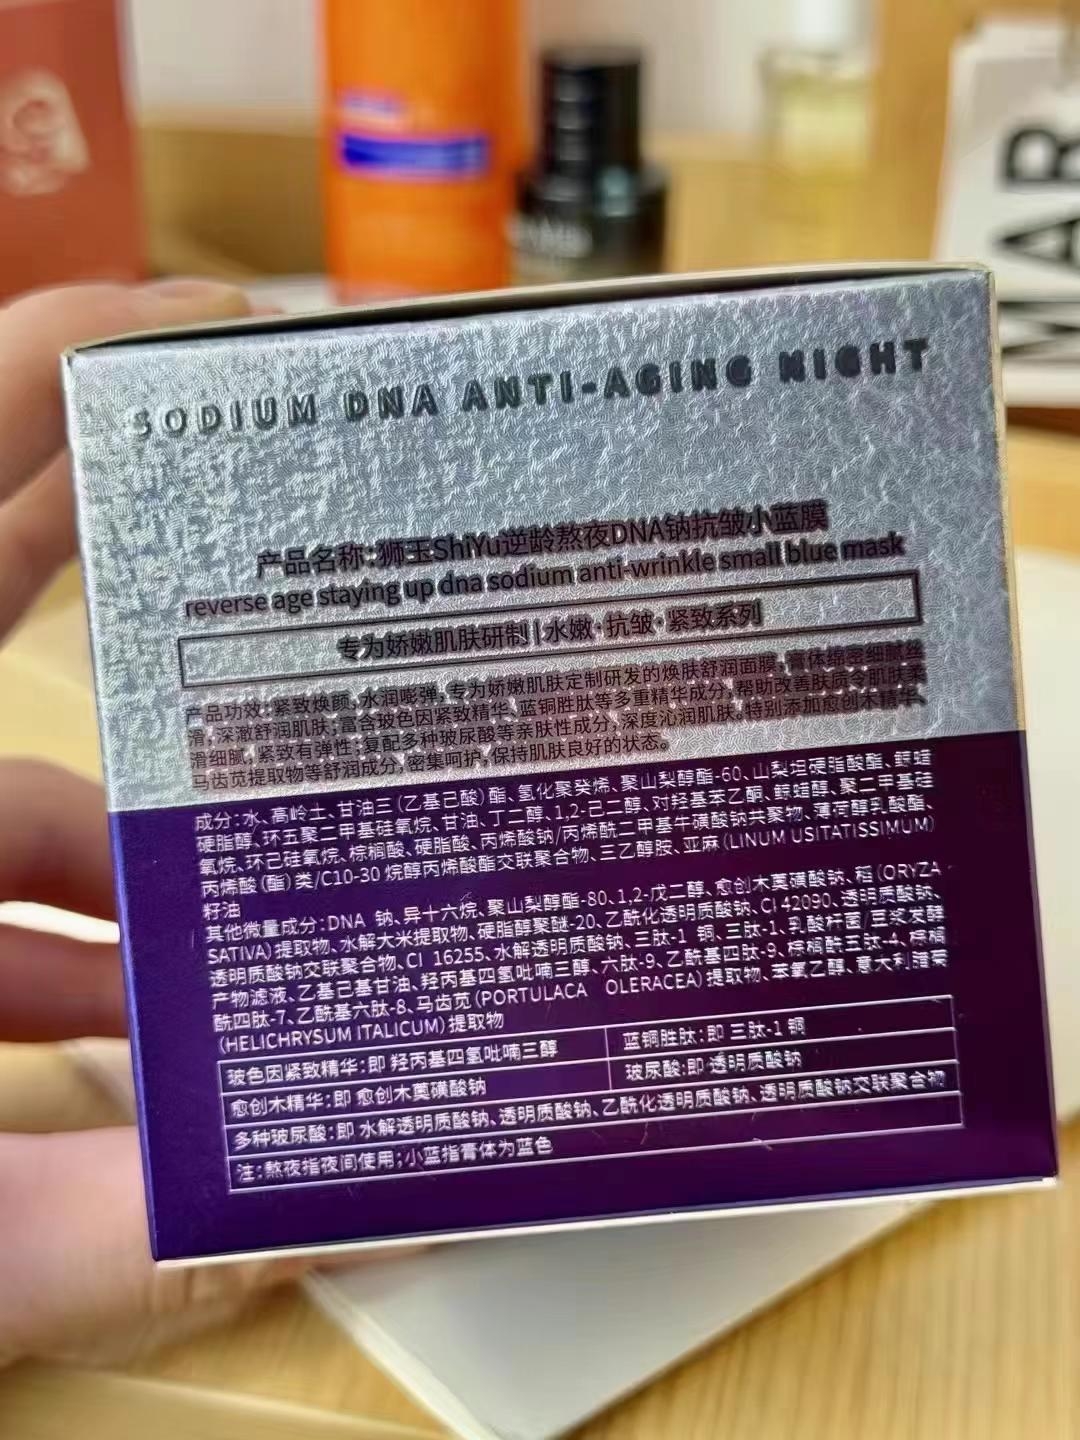 SODIUM DNA ANTI-AGING NIGHT
产品名称:狮玉ShiYu逆龄熬夜DNA钠抗皱小蓝膜
reverse age staying up dna sodium anti-wrinkle small blue mask
专为娇嫩肌肤研制|水嫩·抗皱·紧致系列
产品功效:紧致焕颜,水润嘭弹,专为娇嫩肌肤定制研发的焕肤舒润面膜,膏体绵密细腻丝
滑,深澈舒润肌肤;富含玻色因紧致精华、蓝铜胜肽等多重精华成分,帮助改善肤质令肌肤柔
滑细腻,紧致有弹性;复配多种玻尿酸等亲肤性成分,深度沁润肌肤。特别添加愈创木精华、
马齿苋提取物等舒润成分,密集呵护,保持肌肤良好的状态。
成分:水、高岭土、甘油三(乙基己酸)酯、氢化聚癸烯、聚山梨醇酯-60、山梨坦硬脂酸酯、鲸蜡
硬脂醇、环五聚二甲基硅氧烷、甘油、丁二醇、1,2-己二醇、对羟基苯乙酮、鲸蜡醇、聚二甲基硅
氧烷、环己硅氧烷、棕榈酸、硬脂酸、丙烯酸钠/丙烯酰二甲基牛磺酸钠共聚物、薄荷醇乳酸酯、
丙烯酸(酯)类/C10-30 烷醇丙烯酸酯交联聚合物、三乙醇胺、亚麻(LINUM USITATISSIMUM)
籽油
其他微量成分:DNA 钠、异十六烷、聚山梨醇酯-80、1,2-戊二醇、愈创木薁磺酸钠、稻(ORYZA
SATIVA)提取物、水解大米提取物、硬脂醇聚醚-20、乙酰化透明质酸钠、CI 42090、透明质酸钠、
透明质酸钠交联聚合物、CI 16255、水解透明质酸钠、三肽-1 铜、三肽-1、乳酸杆菌/豆浆发酵
产物滤液、乙基己基甘油、羟丙基四氢吡喃三醇、六肽-9、乙酰基四肽-9、棕榈酰五肽-4、棕榈
酰四肽-7、乙酰基六肽-8、马齿苋(PORTULACA OLERACEA)提取物、苯氧乙醇、意大利蜡菊
(HELICHRYSUM ITALICUM)提取物
玻色因紧致精华:即 羟丙基四氢吡喃三醇
蓝铜胜肽:即 三肽-1 铜
愈创木精华:即 愈创木薁磺酸钠
玻尿酸:即 透明质酸钠
多种玻尿酸:即 水解透明质酸钠、透明质酸钠、乙酰化透明质酸钠、透明质酸钠交联聚合物
注:熬夜指夜间使用;小蓝指膏体为蓝色